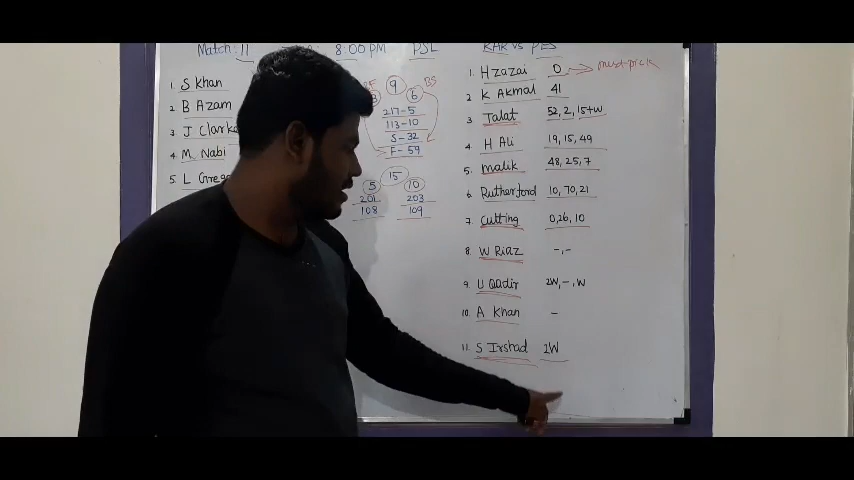 Match: 11
8:00 PM
PSL
KAR vs PES
1. S Khan
2. B Azam
3. J Clark
4. M. Nabi
5. L Greg
BS
9
6
217-5
113-10
S-32
F-59
15
5
10
201
203
108
109
1. Hzazai 0 → must-pick
2. K Akmal 41
3. Talat 52, 2, 15+W
4. H Ali 19, 15, 49
5. Malik 48, 25, 7
6. Rutherford 10, 70, 21
7. Cutting 0, 26, 10
8. W Riaz -, -
9. U Qadir 2W, -, W
10. A Khan -
11. S Irshad 2W